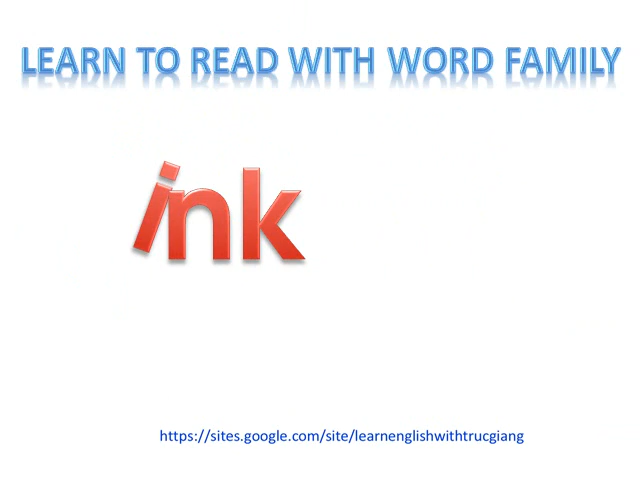 LEARN TO READ WITH WORD FAMILY
ink
https://sites.google.com/site/learnenglishwithtrucgiang